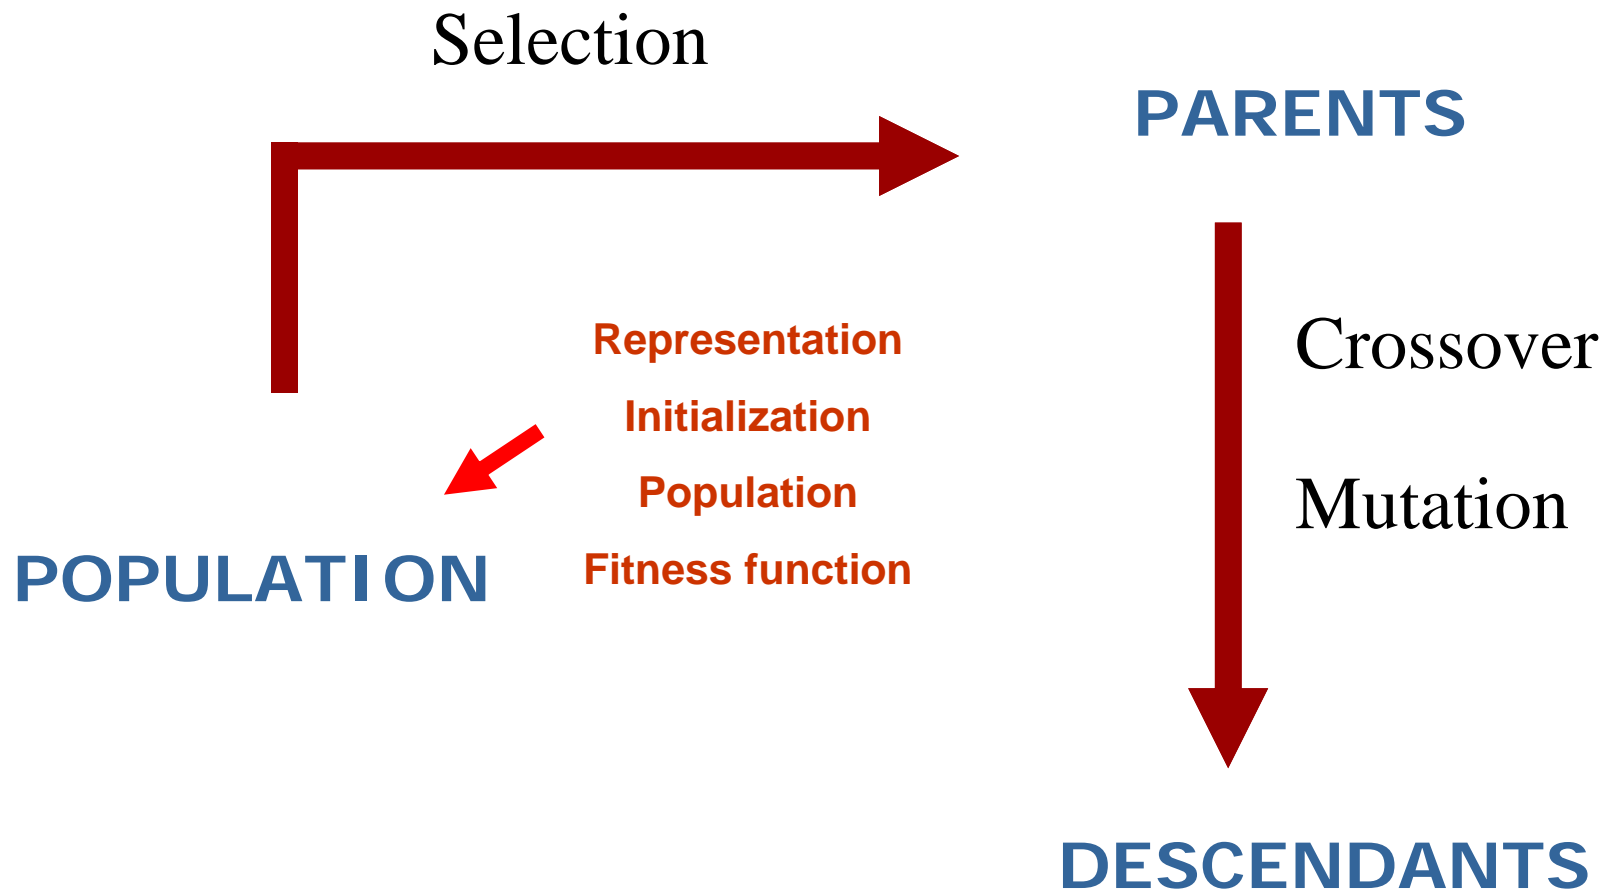 Selection
PARENTS
Representation
Initialization
Population
Fitness function
POPULATION
Crossover
Mutation
DESCENDANTS